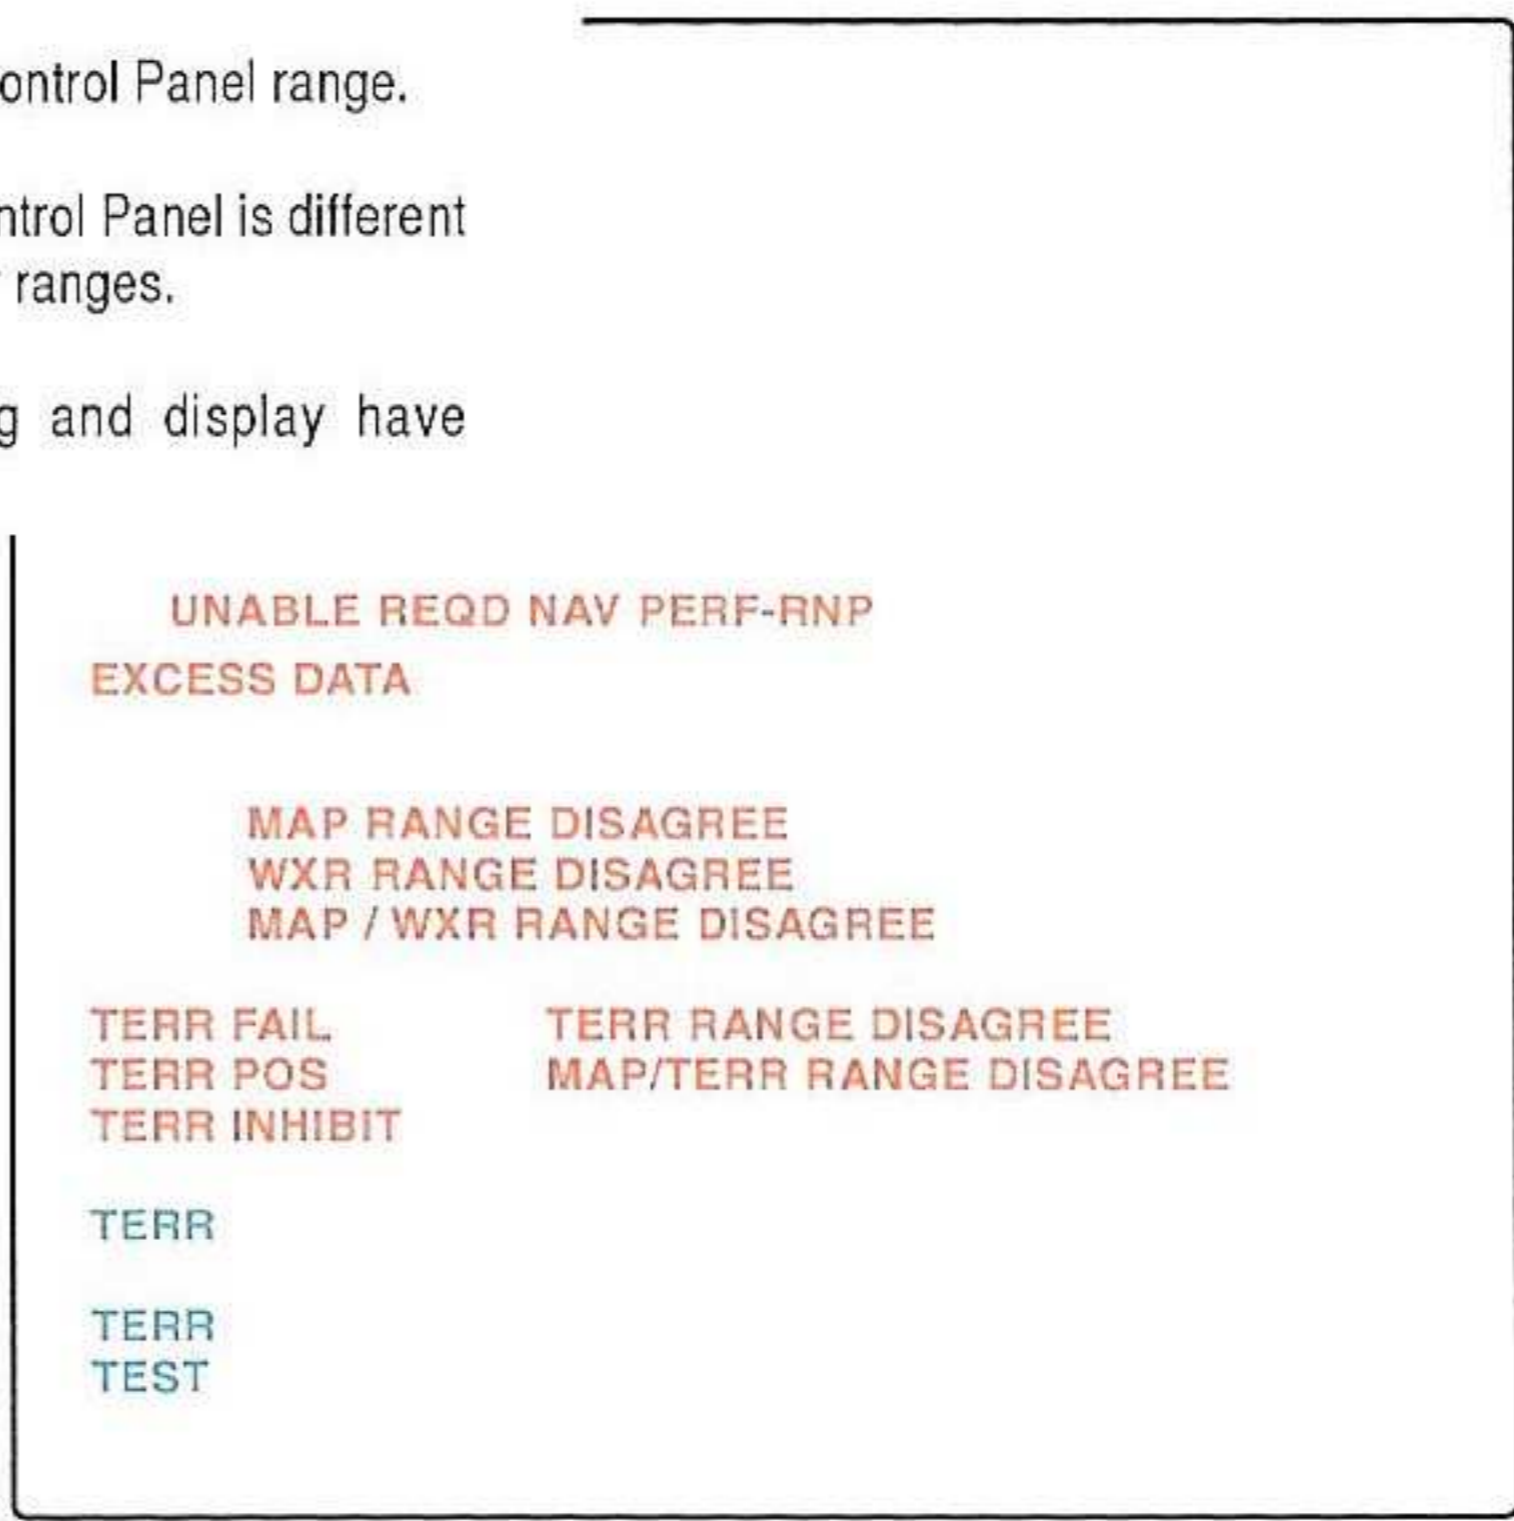 ontrol Panel range.
ntrol Panel is different
ranges.
g and display have
UNABLE REQD NAV PERF-RNP
EXCESS DATA
MAP RANGE DISAGREE
WXR RANGE DISAGREE
MAP / WXR RANGE DISAGREE
TERR FAIL TERR RANGE DISAGREE
TERR POS MAP/TERR RANGE DISAGREE
TERR INHIBIT
TERR
TERR
TEST